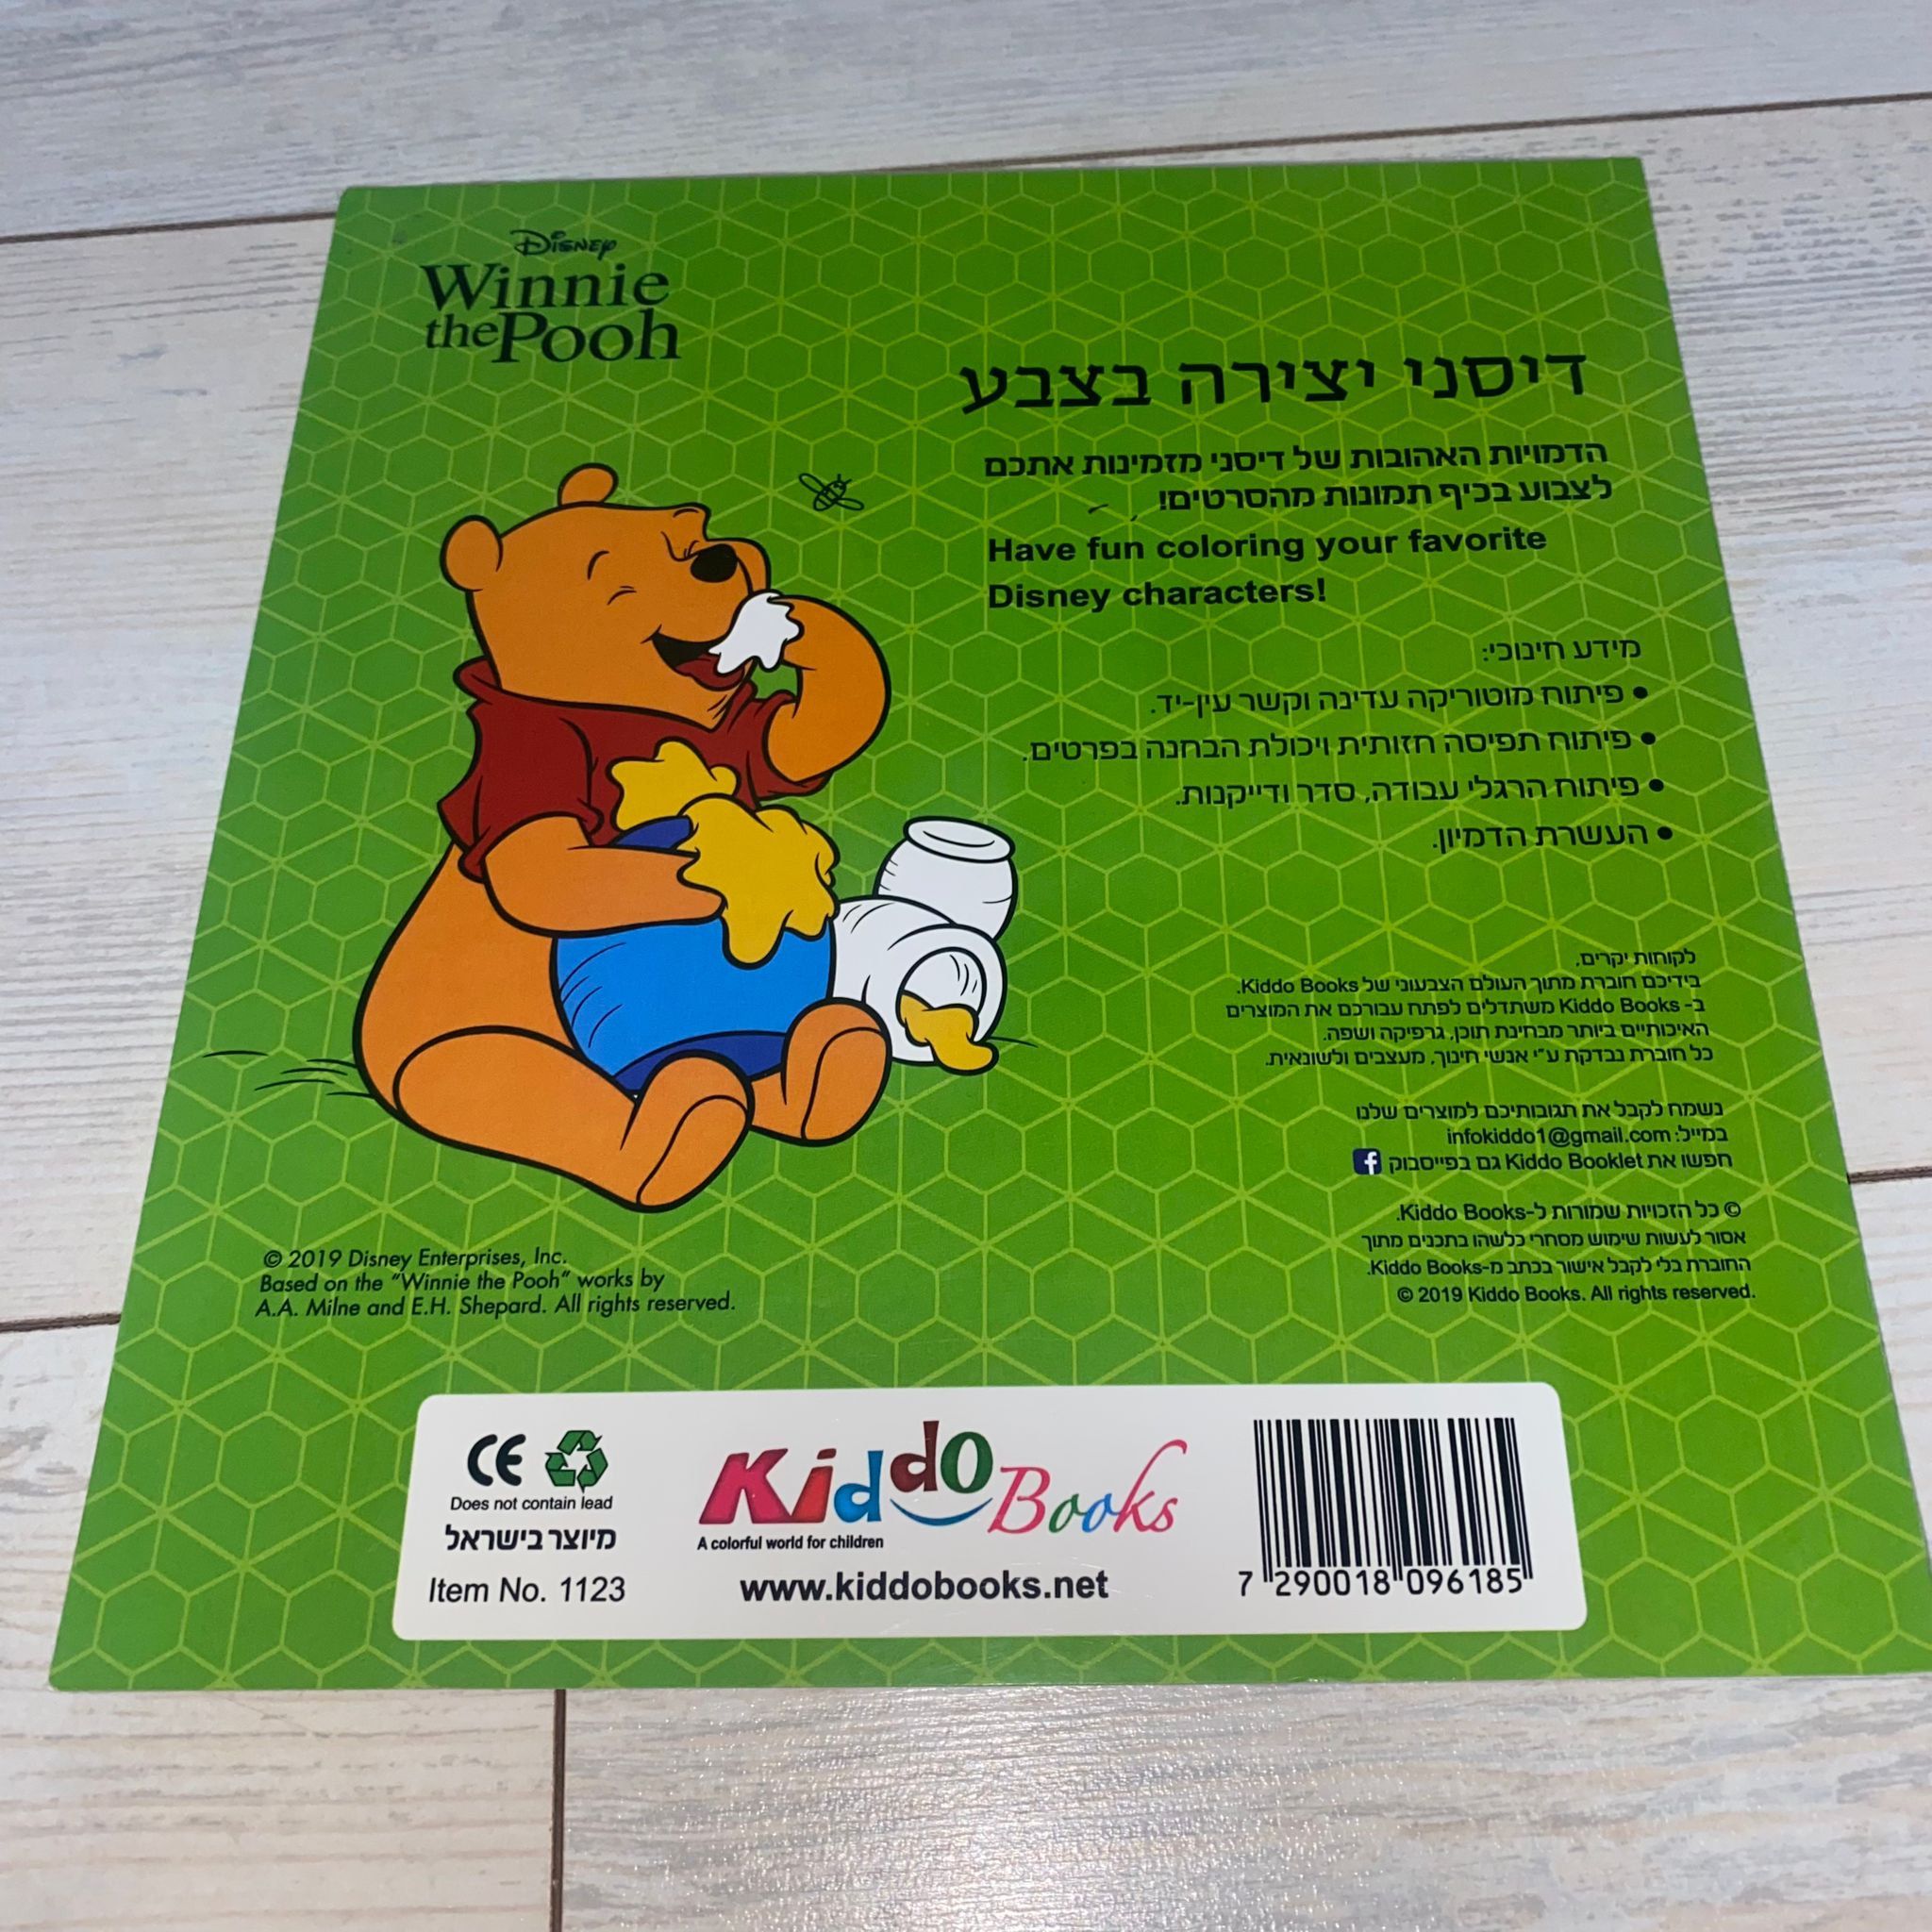 Disney
Winnie
the Pooh
דיסני יצירה בצבע
הדמויות האהובות של דיסני מזמינות אתכם
לצבוע בכיף תמונות מהסרטים!
Have fun coloring your favorite
Disney characters!
מידע חינוכי:
• פיתוח מוטוריקה עדינה וקשר עין-יד.
• פיתוח תפיסה חזותית ויכולת הבחנה בפרטים.
• פיתוח הרגלי עבודה, סדר ודייקנות.
• העשרת הדמיון.
לקוחות יקרים,
בידיכם חוברת מתוך העולם הצבעוני של Kiddo Books.
ב- Kiddo Books משתדלים לפתח עבורכם את המוצרים
האיכותיים ביותר מבחינת תוכן, גרפיקה ושפה.
כל חוברת נבדקת ע״י אנשי חינוך, מעצבים ולשונאית.
נשמח לקבל את תגובותיכם למוצרים שלנו
במייל: infokiddo1@gmail.com
חפשו את Kiddo Booklet גם בפייסבוק f
© כל הזכויות שמורות ל-Kiddo Books.
אסור לעשות שימוש מסחרי כלשהו בתכנים מתוך
החוברת בלי לקבל אישור בכתב מ-Kiddo Books.
© 2019 Kiddo Books. All rights reserved.
© 2019 Disney Enterprises, Inc.
Based on the "Winnie the Pooh" works by
A.A. Milne and E.H. Shepard. All rights reserved.
CE
Does not contain lead
מיוצר בישראל
Item No. 1123
Kiddo Books
A colorful world for children
www.kiddobooks.net
7 290018 096185